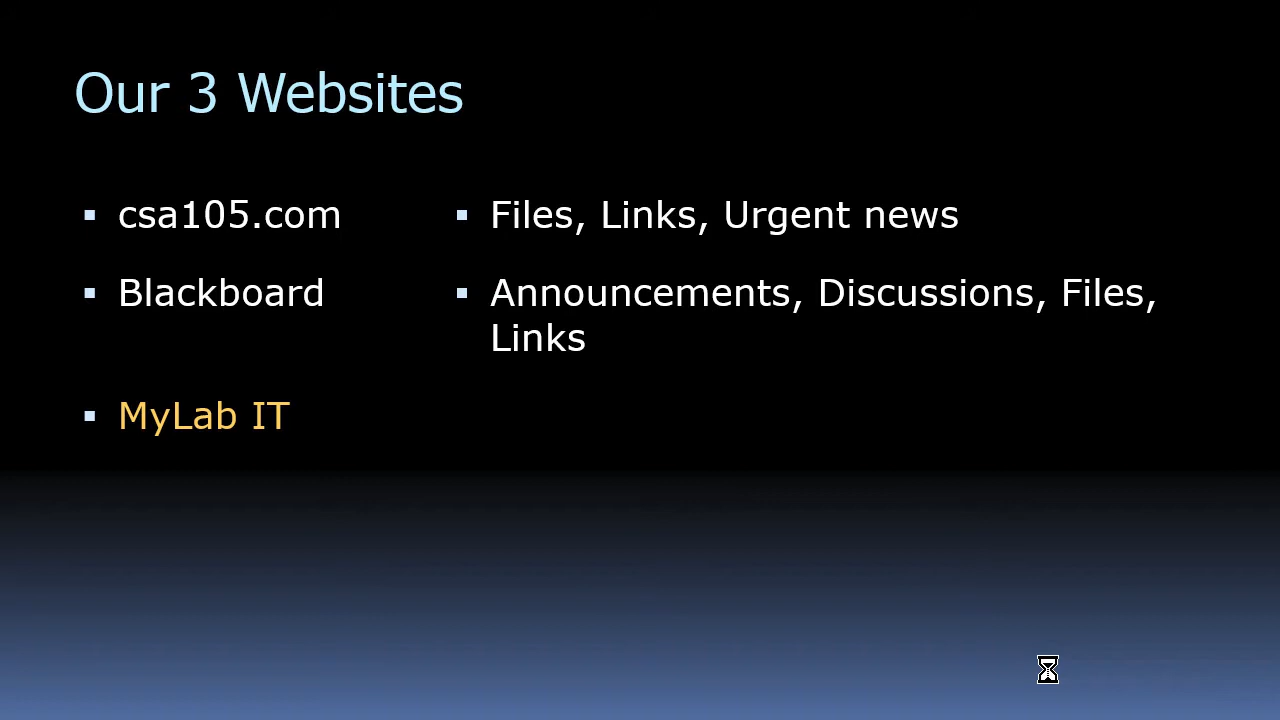 Our 3 Websites
csa105.com
Files, Links, Urgent news
Blackboard
Announcements, Discussions, Files,
Links
MyLab IT